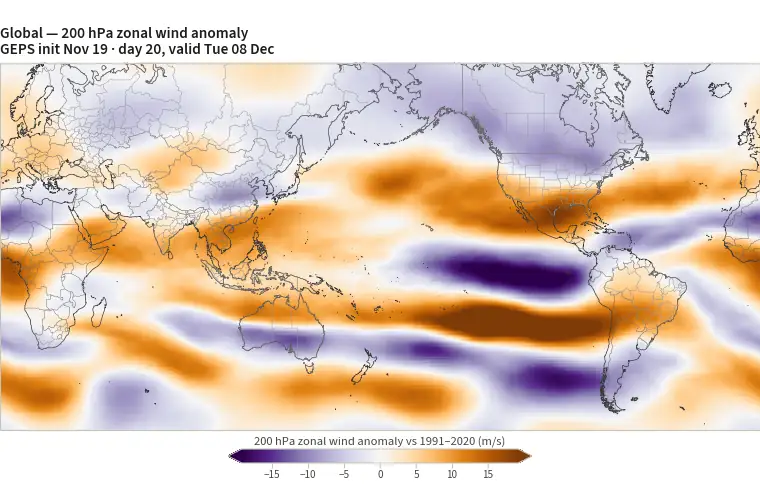 Global — 200 hPa zonal wind anomaly
GEPS init Nov 19 · day 20, valid Tue 08 Dec
200 hPa zonal wind anomaly vs 1991–2020 (m/s)
−15 −10 −5 0 5 10 15